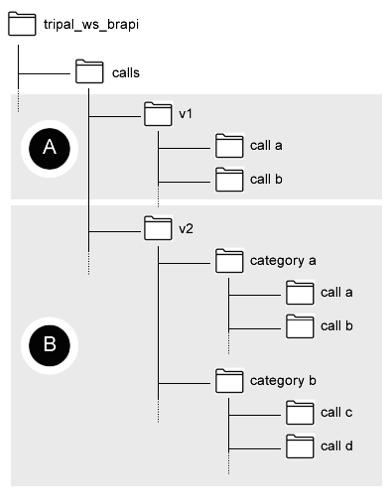 tripal_ws_brapi
calls
v1
A
call a
call b
v2
category a
call a
call b
B
category b
call c
call d